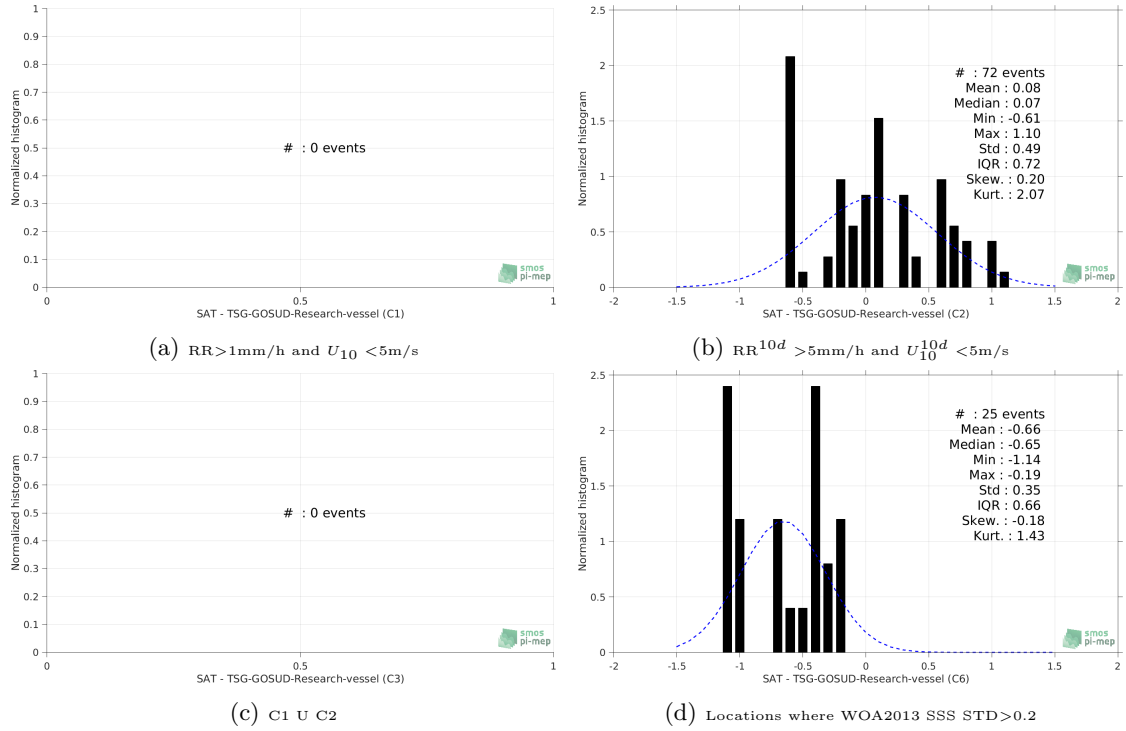 1
0.9
0.8
0.7
0.6
0.5
0.4
0.3
0.2
0.1
0
Normalized histogram
# : 0 events
smos
pi-mep
0 0.5 1
SAT - TSG-GOSUD-Research-vessel (C1)
(a) RR>1mm/h and U10 <5m/s
2.5
2
1.5
1
0.5
0
Normalized histogram
# : 72 events
Mean : 0.08
Median : 0.07
Min : -0.61
Max : 1.10
Std : 0.49
IQR : 0.72
Skew. : 0.20
Kurt. : 2.07
smos
pi-mep
-2 -1.5 -1 -0.5 0 0.5 1 1.5 2
SAT - TSG-GOSUD-Research-vessel (C2)
(b) RR^10d >5mm/h and U10^10d <5m/s
1
0.9
0.8
0.7
0.6
0.5
0.4
0.3
0.2
0.1
0
Normalized histogram
# : 0 events
smos
pi-mep
0 0.5 1
SAT - TSG-GOSUD-Research-vessel (C3)
(c) C1 U C2
2.5
2
1.5
1
0.5
0
Normalized histogram
# : 25 events
Mean : -0.66
Median : -0.65
Min : -1.14
Max : -0.19
Std : 0.35
IQR : 0.66
Skew. : -0.18
Kurt. : 1.43
smos
pi-mep
-2 -1.5 -1 -0.5 0 0.5 1 1.5 2
SAT - TSG-GOSUD-Research-vessel (C6)
(d) Locations where WOA2013 SSS STD>0.2